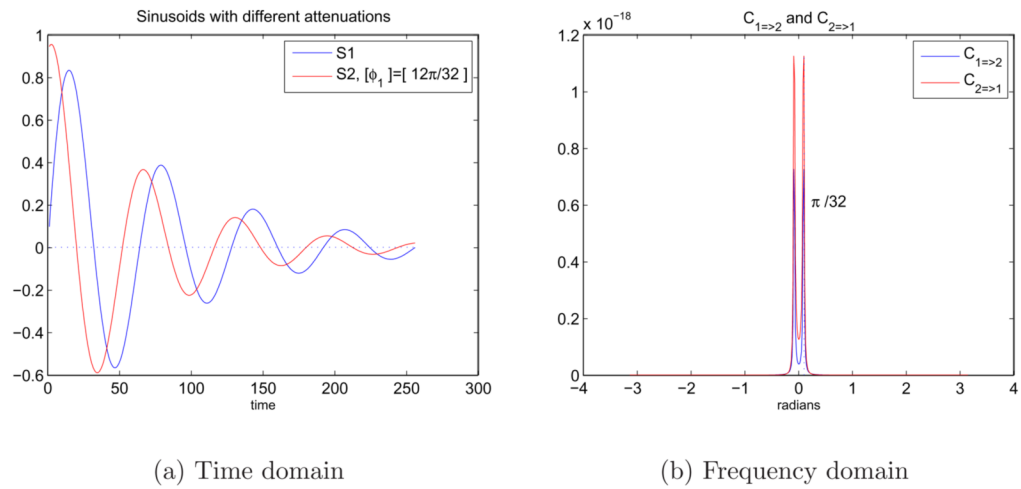 Sinusoids with different attenuations
S1
S2, [ϕ1 ]=[ 12π/32 ]
1
0.8
0.6
0.4
0.2
0
−0.2
−0.4
−0.6
0 50 100 150 200 250 300
time
(a) Time domain
x 10−18
C1=>2 and C2=>1
C1=>2
C2=>1
1.2
1
0.8
0.6
0.4
0.2
0
π /32
−4 −3 −2 −1 0 1 2 3 4
radians
(b) Frequency domain